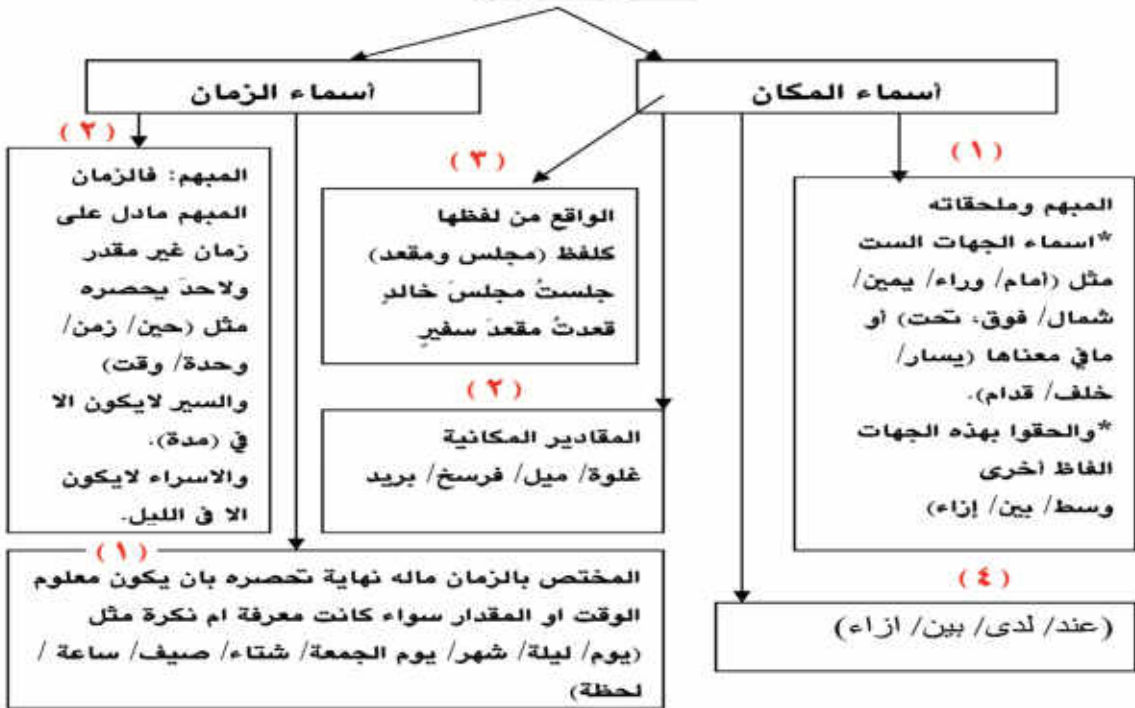 أسماء المكان
أسماء الزمان
(١)
المبهم وملحقاته
*اسماء الجهات الست
مثل (أمام/ وراء/ يمين/
شمال/ فوق، تحت) أو
مافي معناها (يسار/
خلف/ قدام).
*والحقوا بهذه الجهات
الفاظ أخرى
وسط/ بين/ إزاء)
(٣)
الواقع من لفظها
كلفظ (مجلس ومقعد)
جلستُ مجلسَ خالدٍ
قعدتُ مقعدَ سفيرٍ
(٢)
المقادير المكانية
غلوة/ ميل/ فرسخ/ بريد
(٤)
(عند/ لدى/ بين/ ازاء)
(٢)
المبهم: فالزمان
المبهم مادل على
زمان غير مقدر
ولاحدَ يحصره
مثل (حين/ زمن/
وحدة/ وقت)
والسير لايكون الا
في (مدة).
والاسراء لايكون
الا في الليل.
(١)
المختص بالزمان ماله نهاية تحصره بان يكون معلوم
الوقت او المقدار سواء كانت معرفة ام نكرة مثل
(يوم/ ليلة/ شهر/ يوم الجمعة/ شتاء/ صيف/ ساعة /
لحظة)